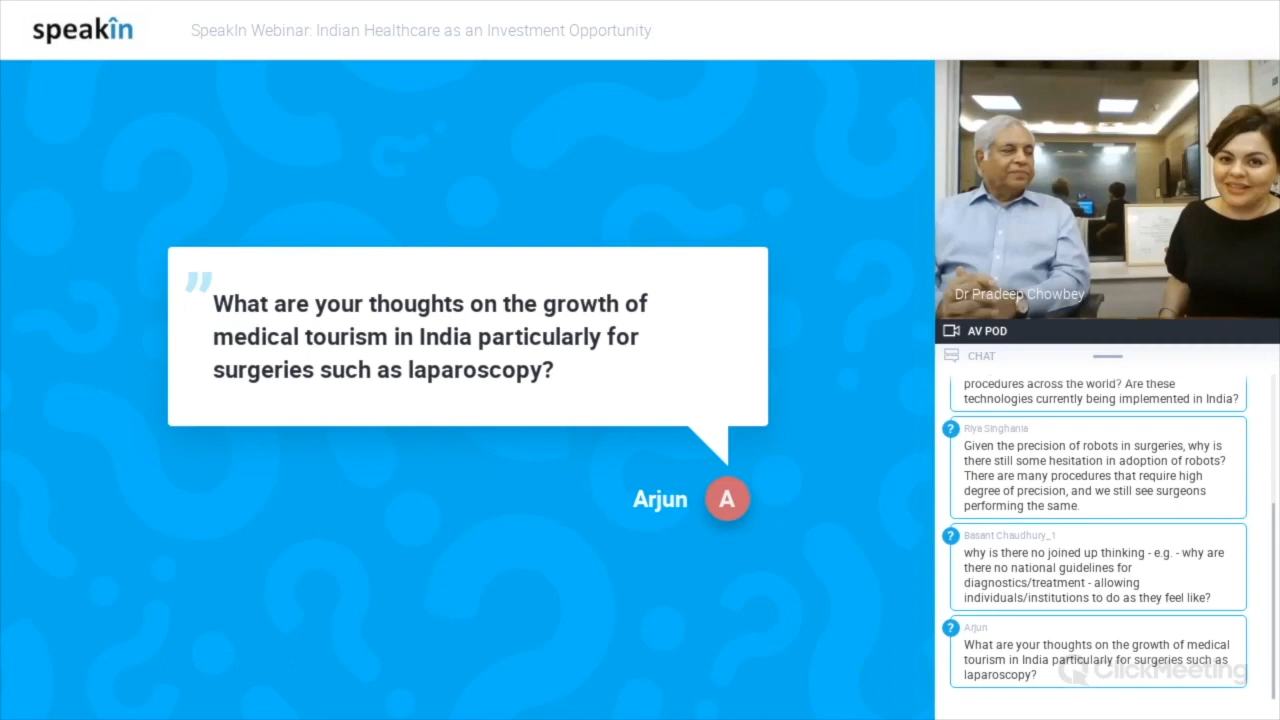 speakîn
SpeakIn Webinar: Indian Healthcare as an Investment Opportunity
What are your thoughts on the growth of
medical tourism in India particularly for
surgeries such as laparoscopy?
Arjun
A
Dr Pradeep Chowbey
AV POD
CHAT
procedures across the world? Are these
technologies currently being implemented in India?
?
Riya Singhania
Given the precision of robots in surgeries, why is
there still some hesitation in adoption of robots?
There are many procedures that require high
degree of precision, and we still see surgeons
performing the same.
?
Basant Chaudhury_1
why is there no joined up thinking - e.g. - why are
there no national guidelines for
diagnostics/treatment - allowing
individuals/institutions to do as they feel like?
?
Arjun
What are your thoughts on the growth of medical
tourism in India particularly for surgeries such as
laparoscopy?
ClickMeeting